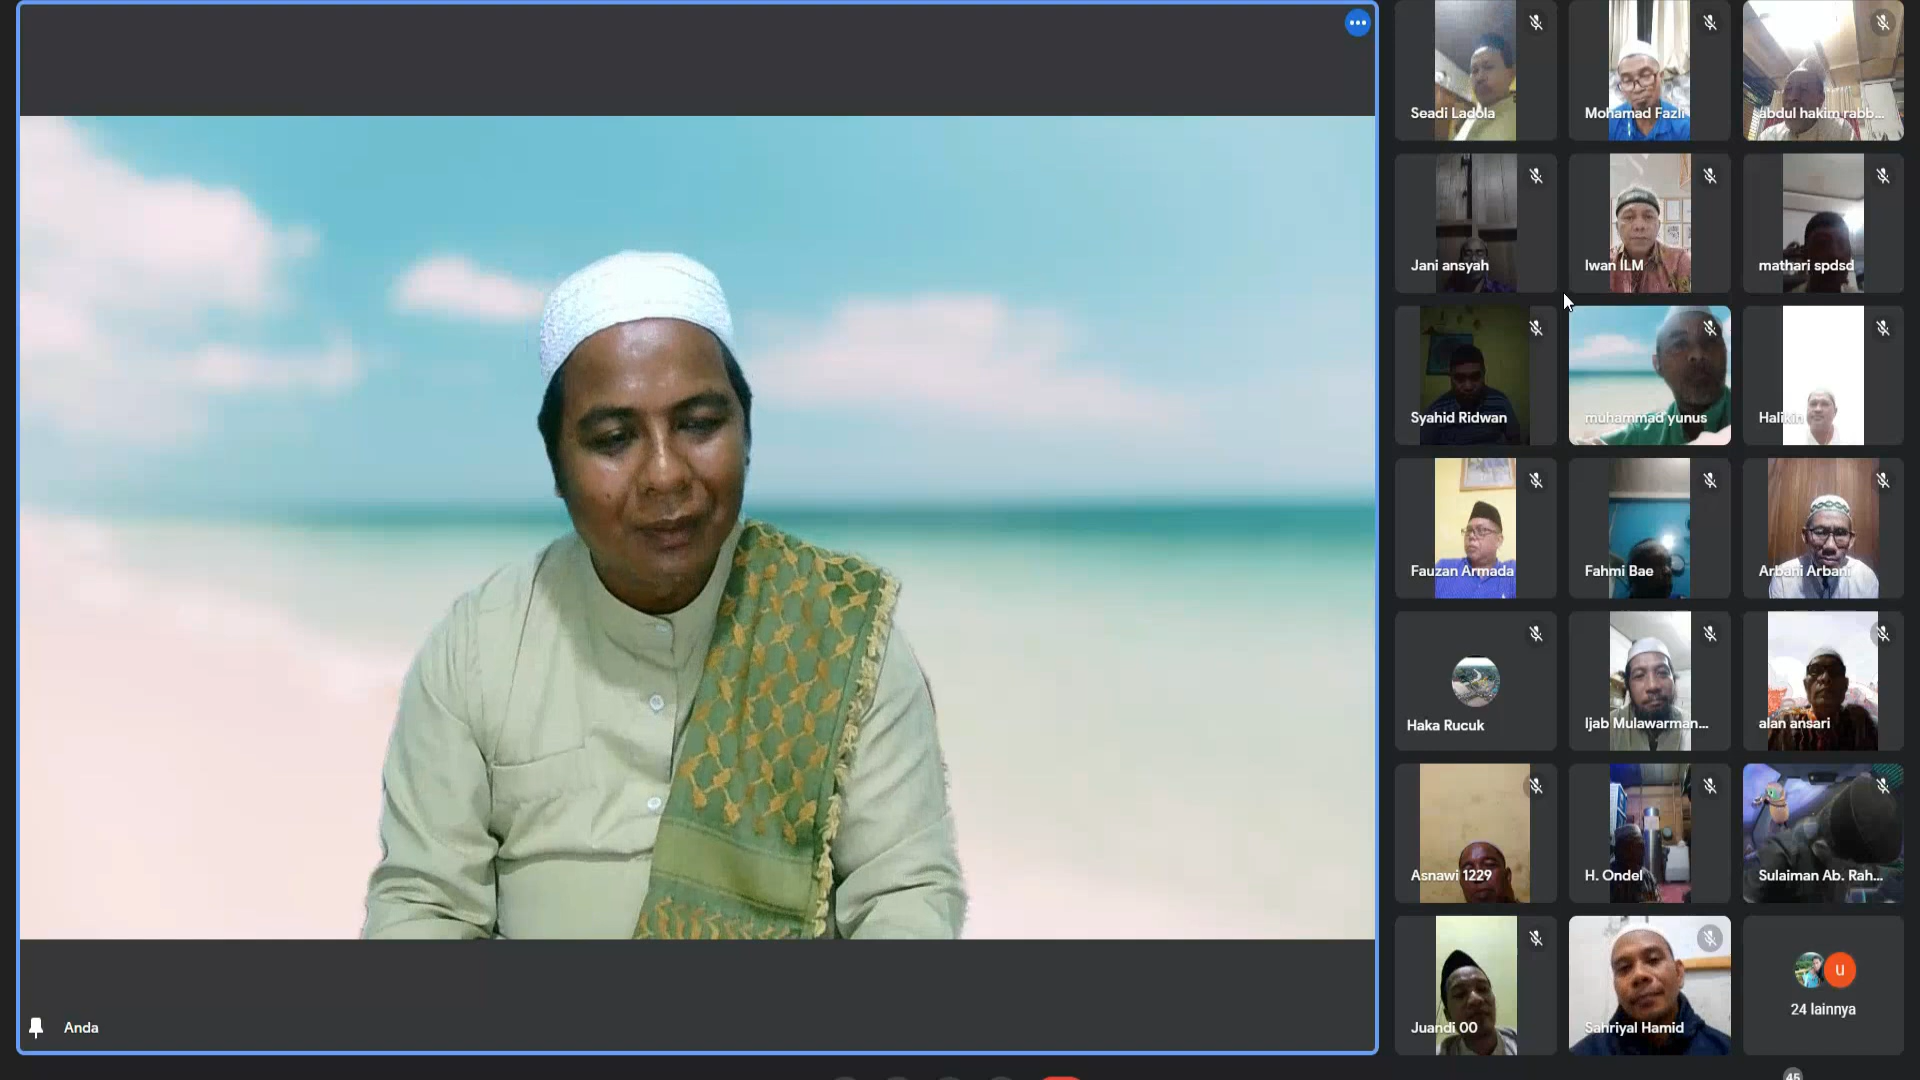 Seadi Ladola
Mohamad Fazli
abdul hakim rabb...
Jani ansyah
Iwan ILM
mathari spdsd
Syahid Ridwan
muhammad yunus
Halikin
Fauzan Armada
Fahmi Bae
Arbani Arbani
Haka Rucuk
Ijab Mulawarman...
alan ansari
Asnawi 1229
H. Ondel
Sulaiman Ab. Rah...
Juandi 00
Sahriyal Hamid
u
24 lainnya
Anda
45